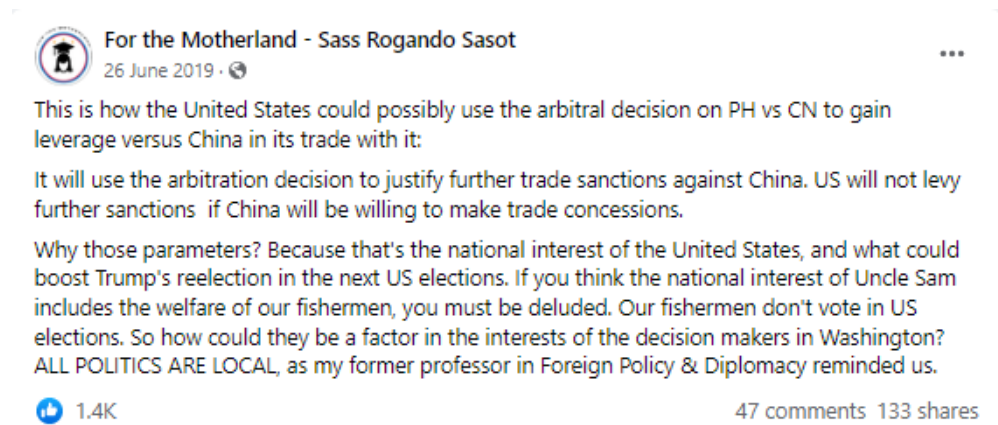 For the Motherland - Sass Rogando Sasot
26 June 2019 ·
This is how the United States could possibly use the arbitral decision on PH vs CN to gain
leverage versus China in its trade with it:
It will use the arbitration decision to justify further trade sanctions against China. US will not levy
further sanctions  if China will be willing to make trade concessions.
Why those parameters? Because that's the national interest of the United States, and what could
boost Trump's reelection in the next US elections. If you think the national interest of Uncle Sam
includes the welfare of our fishermen, you must be deluded. Our fishermen don't vote in US
elections. So how could they be a factor in the interests of the decision makers in Washington?
ALL POLITICS ARE LOCAL, as my former professor in Foreign Policy & Diplomacy reminded us.
1.4K
47 comments 133 shares